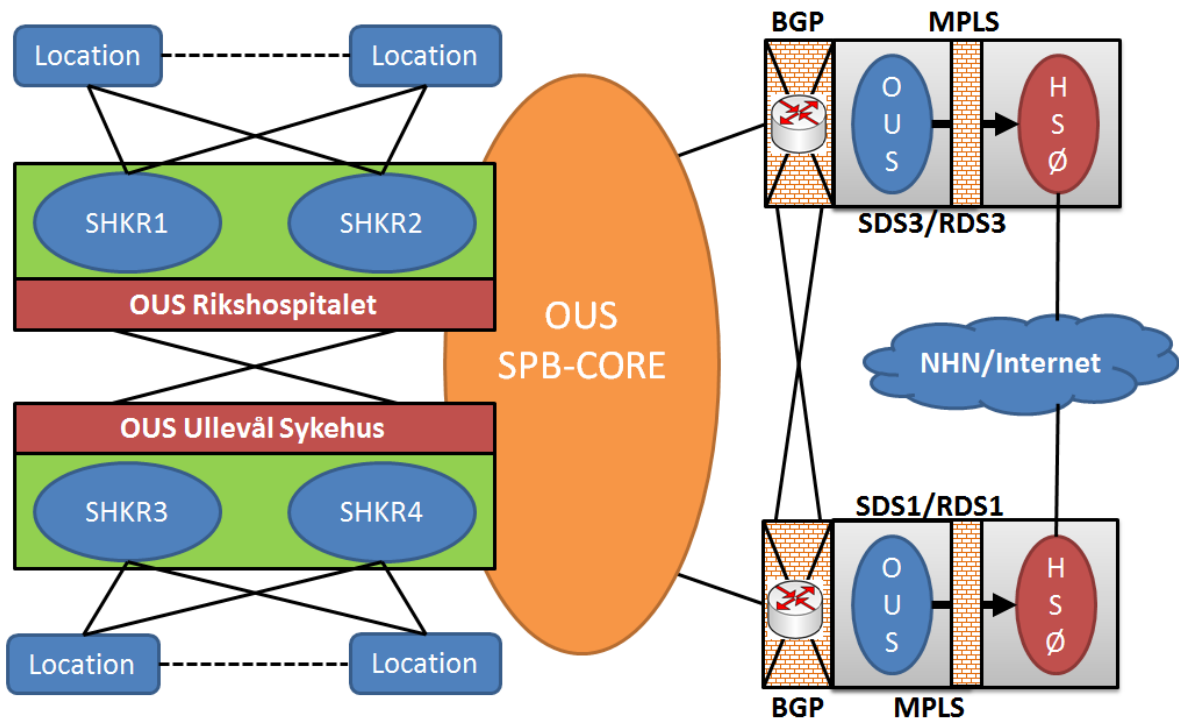 Location
Location
SHKR1
SHKR2
OUS Rikshospitalet
OUS Ullevål Sykehus
SHKR3
SHKR4
Location
Location
OUS
SPB-CORE
BGP
MPLS
O
U
S
H
S
Ø
SDS3/RDS3
NHN/Internet
SDS1/RDS1
O
U
S
H
S
Ø
BGP
MPLS